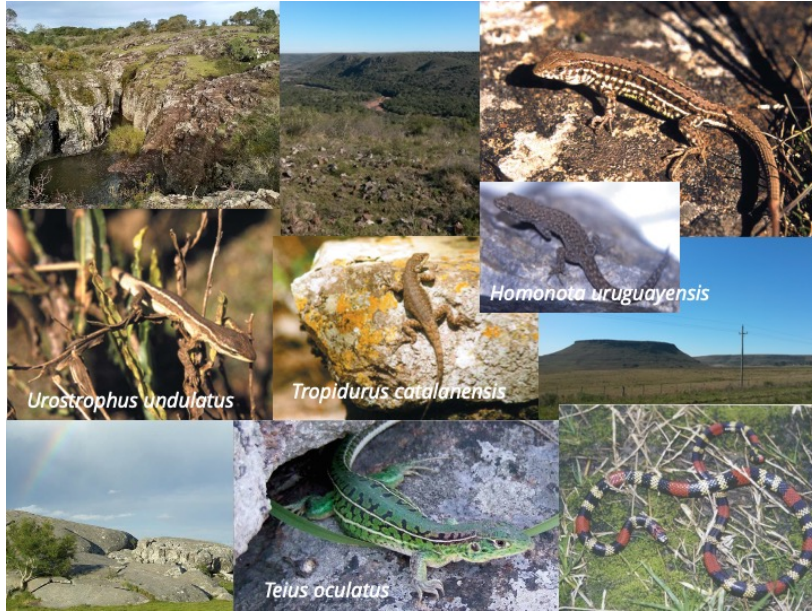 Homonota uruguayensis
Urostrophus undulatus
Tropidurus catalanensis
Teius oculatus